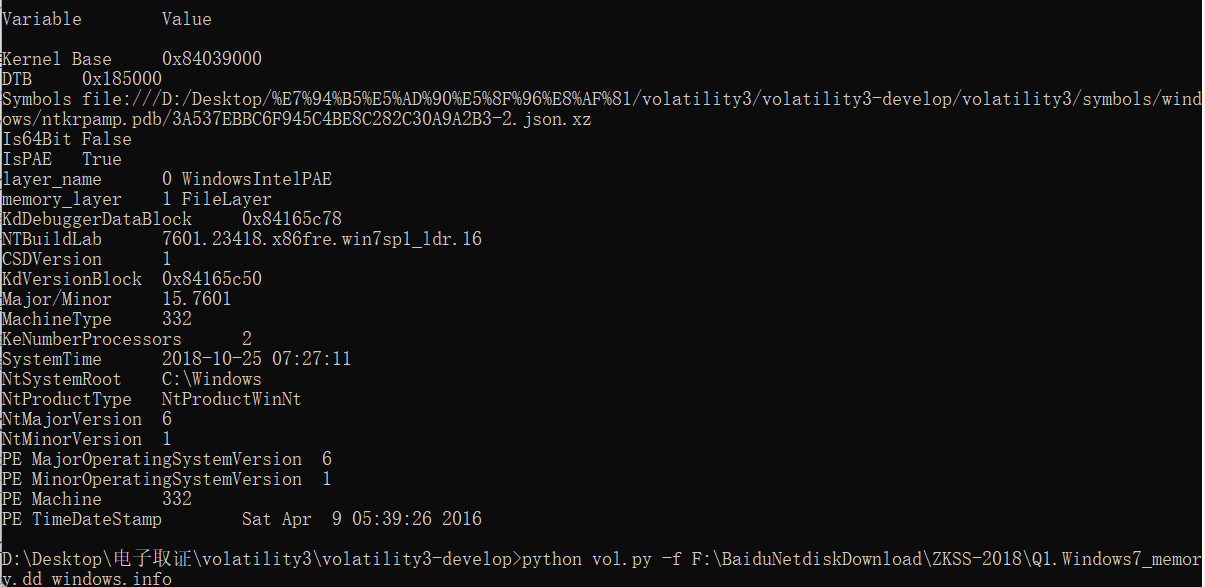 Variable Value
Kernel Base 0x84039000
DTB 0x185000
Symbols file:///D:/Desktop/%E7%94%B5%E5%AD%90%E5%8F%96%E8%AF%81/volatility3/volatility3-develop/volatility3/symbols/wind
ows/ntkrpamp.pdb/3A537EBBC6F945C4BE8C282C30A9A2B3-2.json.xz
Is64Bit False
IsPAE True
layer_name 0 WindowsIntelPAE
memory_layer 1 FileLayer
KdDebuggerDataBlock 0x84165c78
NTBuildLab 7601.23418.x86fre.win7sp1_ldr.16
CSDVersion 1
KdVersionBlock 0x84165c50
Major/Minor 15.7601
MachineType 332
KeNumberProcessors 2
SystemTime 2018-10-25 07:27:11
NtSystemRoot C:\Windows
NtProductType NtProductWinNt
NtMajorVersion 6
NtMinorVersion 1
PE MajorOperatingSystemVersion 6
PE MinorOperatingSystemVersion 1
PE Machine 332
PE TimeDateStamp Sat Apr 9 05:39:26 2016
D:\Desktop\电子取证\volatility3\volatility3-develop>python vol.py -f F:\BaiduNetdiskDownload\ZKSS-2018\Q1.Windows7_memor
y.dd windows.info